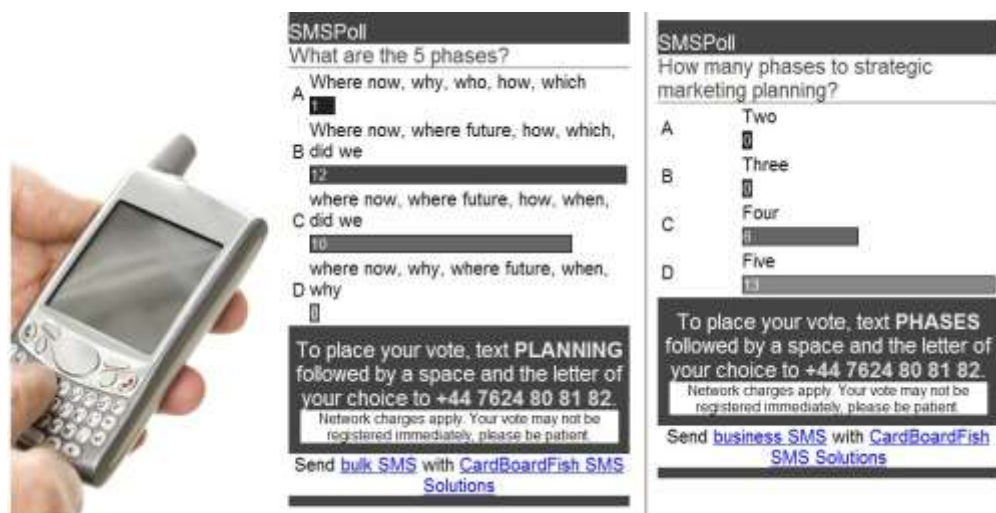 SMSPoll
What are the 5 phases?
A
Where now, why, who, how, which
1
Where now, where future, how, which,
B did we
12
where now, where future, how, when,
C did we
10
where now, why, where future, when,
D why
0
To place your vote, text PLANNING
followed by a space and the letter of
your choice to +44 7624 80 81 82.
Network charges apply. Your vote may not be
registered immediately, please be patient.
Send bulk SMS with CardBoardFish SMS
Solutions
SMSPoll
How many phases to strategic
marketing planning?
A Two
0
B Three
0
C Four
6
D Five
13
To place your vote, text PHASES
followed by a space and the letter of
your choice to +44 7624 80 81 82.
Network charges apply. Your vote may not be
registered immediately, please be patient.
Send business SMS with CardBoardFish
SMS Solutions